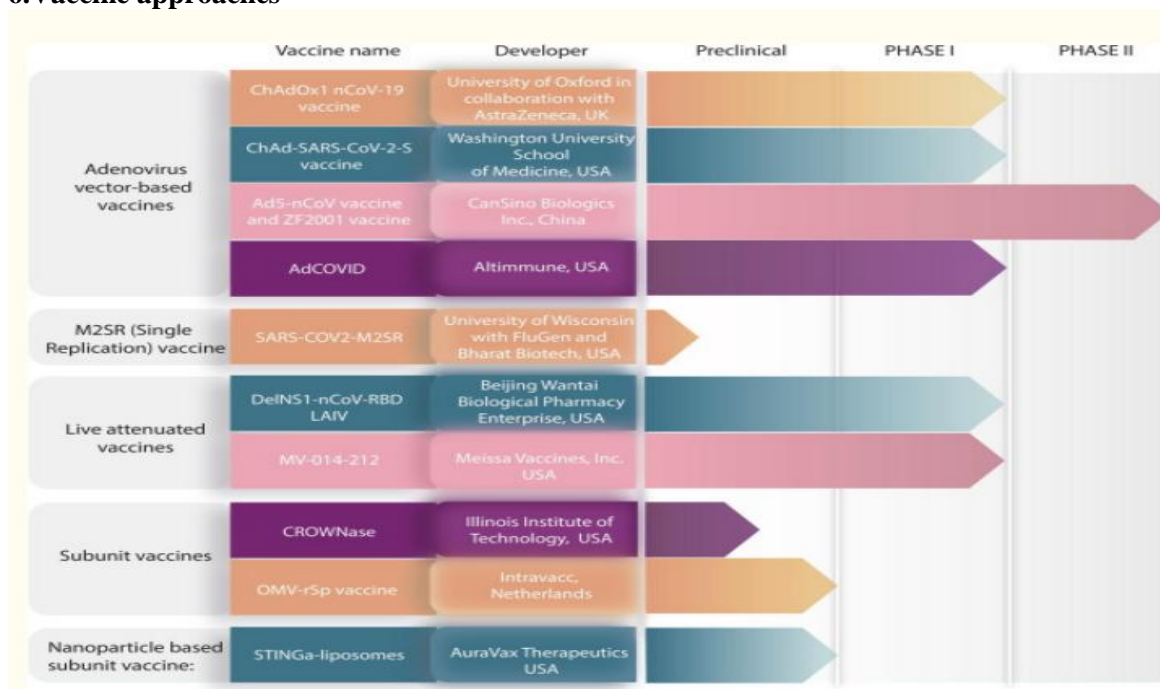 6.Vaccine approaches
Vaccine name Developer Preclinical PHASE I PHASE II
Adenovirus
vector-based
vaccines
ChAdOx1 nCoV-19
vaccine
University of Oxford in
collaboration with
AstraZeneca, UK
ChAd-SARS-CoV-2-S
vaccine
Washington University
School
of Medicine, USA
Ad5-nCoV vaccine
and ZF2001 vaccine
CanSino Biologics
Inc., China
AdCOVID
Altimmune, USA
M2SR (Single
Replication) vaccine
SARS-COV2-M2SR
University of Wisconsin
with FluGen and
Bharat Biotech, USA
Live attenuated
vaccines
DelNS1-nCoV-RBD
LAIV
Beijing Wantai
Biological Pharmacy
Enterprise, USA
MV-014-212
Meissa Vaccines, Inc.
USA
Subunit vaccines
CROWNase
Illinois Institute of
Technology, USA
OMV-rSp vaccine
Intravacc,
Netherlands
Nanoparticle based
subunit vaccine:
STINGa-liposomes
AuraVax Therapeutics
USA